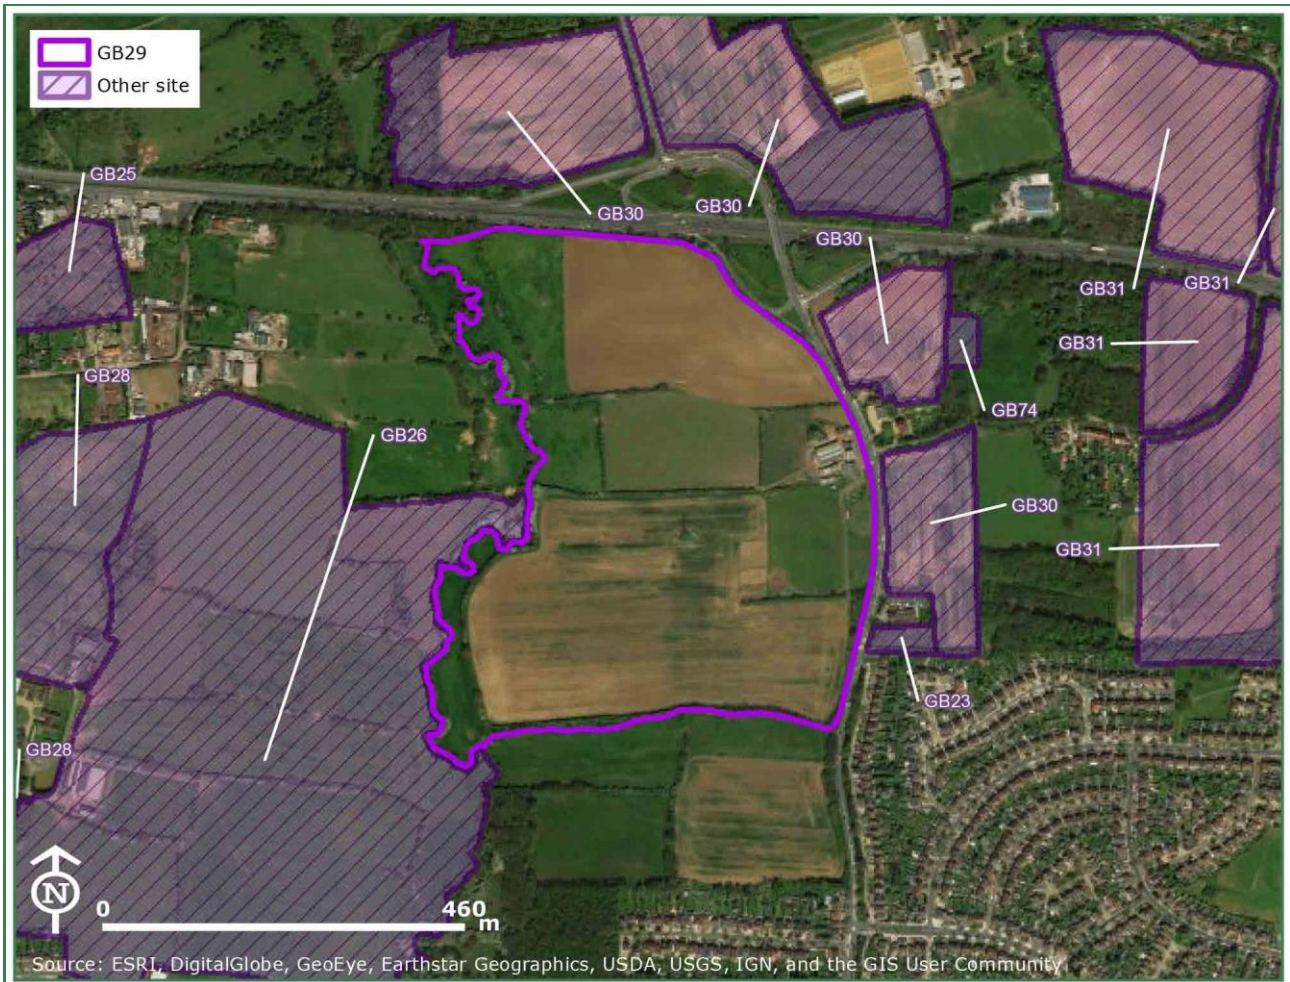 GB29
Other site
GB25
GB30
GB30
GB30
GB31
GB31
GB31
GB28
GB74
GB26
GB30
GB31
GB23
GB28
N
0 460 m
Source: ESRI, DigitalGlobe, GeoEye, Earthstar Geographics, USDA, USGS, IGN, and the GIS User Community